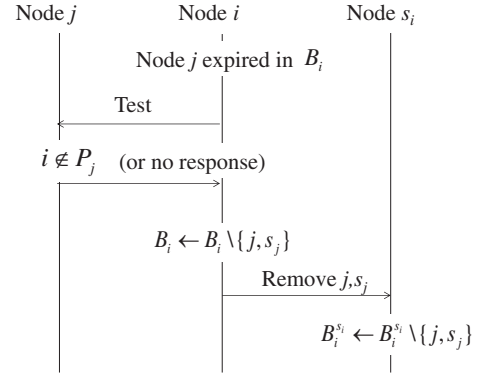 Node j Node i Node s_i
Node j expired in B_i
Test
i ∉ P_j (or no response)
B_i ← B_i \{j, s_j}
Remove j,s_j
B_i^{s_i} ← B_i^{s_i} \{j, s_j}